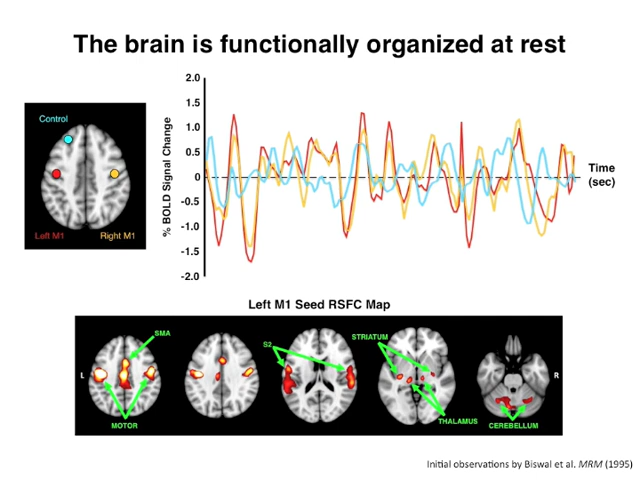 The brain is functionally organized at rest
Control
Left M1
Right M1
% BOLD Signal Change
2.0
1.5
1.0
0.5
0
-0.5
-1.0
-1.5
-2.0
Time
(sec)
Left M1 Seed RSFC Map
L
SMA
MOTOR
S2
STRIATUM
THALAMUS
CEREBELLUM
R
Initial observations by Biswal et al. MRM (1995)